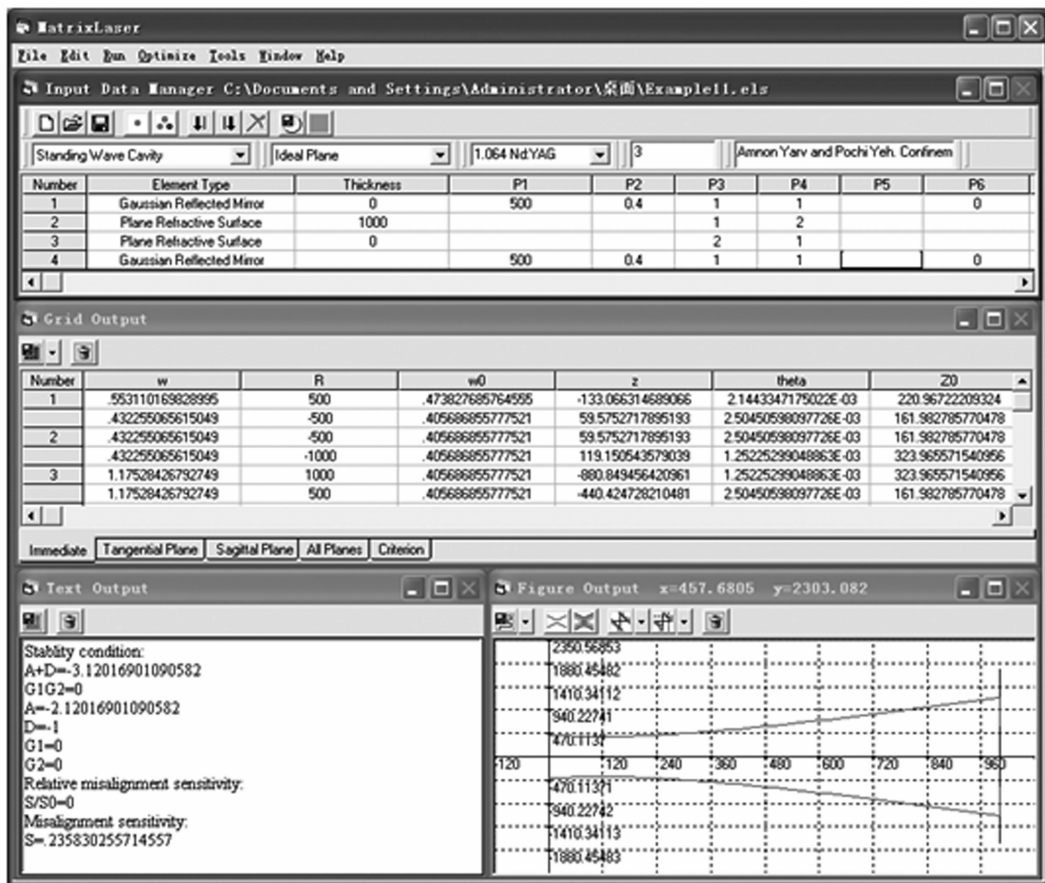 MatrixLaser
File Edit Run Optimize Tools Window Help
Input Data Manager C:\Documents and Settings\Administrator\桌面\Example11.els
Standing Wave Cavity Ideal Plane 1.064 Nd:YAG 3 Amnon Yarv and Pochi Yeh. Confinem
Number Element Type Thickness P1 P2 P3 P4 P5 P6
1 Gaussian Reflected Mirror 0 500 0.4 1 1 0
2 Plane Refractive Surface 1000 1 2
3 Plane Refractive Surface 0 2 1
4 Gaussian Reflected Mirror 500 0.4 1 1 0
Grid Output
Number w R w0 z theta Z0
1 .553110169828995 500 .473827685764555 -133.066314689066 2.1443347175022E-03 220.96722209324
.432255065615049 -500 .405686855777521 59.5752717895193 2.50450598097726E-03 161.982785770478
2 .432255065615049 -500 .405686855777521 59.5752717895193 2.50450598097726E-03 161.982785770478
.432255065615049 -1000 .405686855777521 119.150543579039 1.25225299048863E-03 323.965571540956
3 1.17528426792749 1000 .405686855777521 -880.849456420961 1.25225299048863E-03 323.965571540956
1.17528426792749 500 .405686855777521 -440.424728210481 2.50450598097726E-03 161.982785770478
Immediate Tangential Plane Sagittal Plane All Planes Criterion
Text Output
Stablity condition:
A+D=-3.12016901090582
G1G2=0
A=-2.12016901090582
D=-1
G1=0
G2=0
Relative misalignment sensitivity:
S/S0=0
Misalignment sensitivity:
S=.235830255714557
Figure Output x=457.6805 y=2303.082
2350.56853
1880.45482
1410.34112
940.22741
470.1137
-120 120 240 360 480 600 720 840 960
-470.11371
-940.22742
-1410.34113
-1880.45483